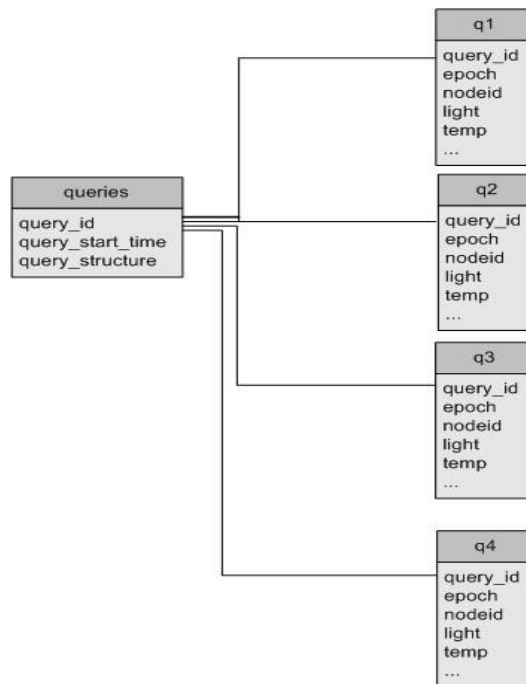 queries
query_id
query_start_time
query_structure
q1
query_id
epoch
nodeid
light
temp
...
q2
query_id
epoch
nodeid
light
temp
...
q3
query_id
epoch
nodeid
light
temp
...
q4
query_id
epoch
nodeid
light
temp
...